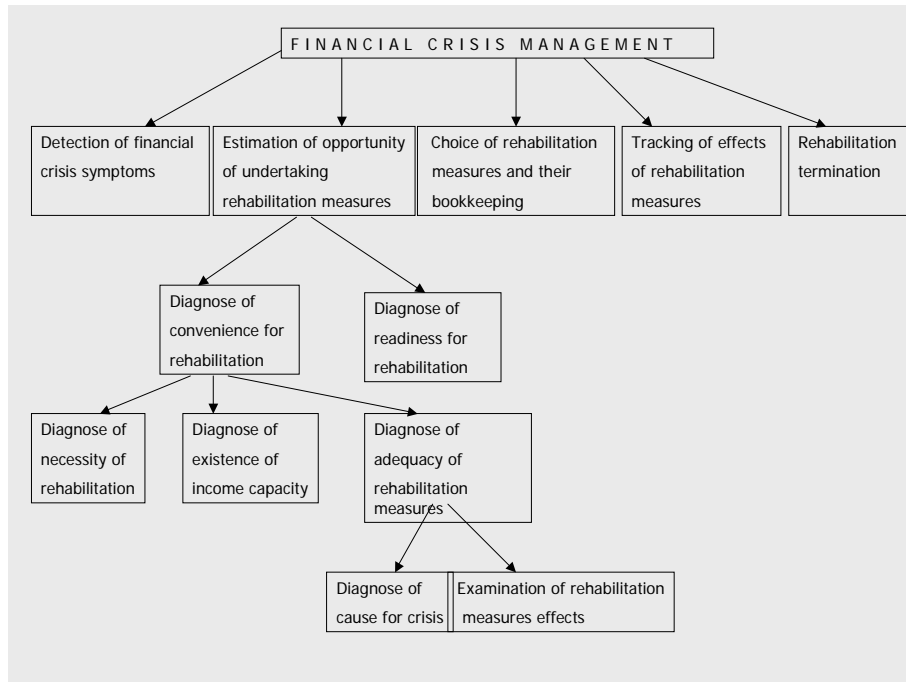 FINANCIAL CRISIS MANAGEMENT
Detection of financial
crisis symptoms
Estimation of opportunity
of undertaking
rehabilitation measures
Choice of rehabilitation
measures and their
bookkeeping
Tracking of effects
of rehabilitation
measures
Rehabilitation
termination
Diagnose of
convenience for
rehabilitation
Diagnose of
readiness for
rehabilitation
Diagnose of
necessity of
rehabilitation
Diagnose of
existence of
income capacity
Diagnose of
adequacy of
rehabilitation
measures
Diagnose of
cause for crisis
Examination of rehabilitation
measures effects